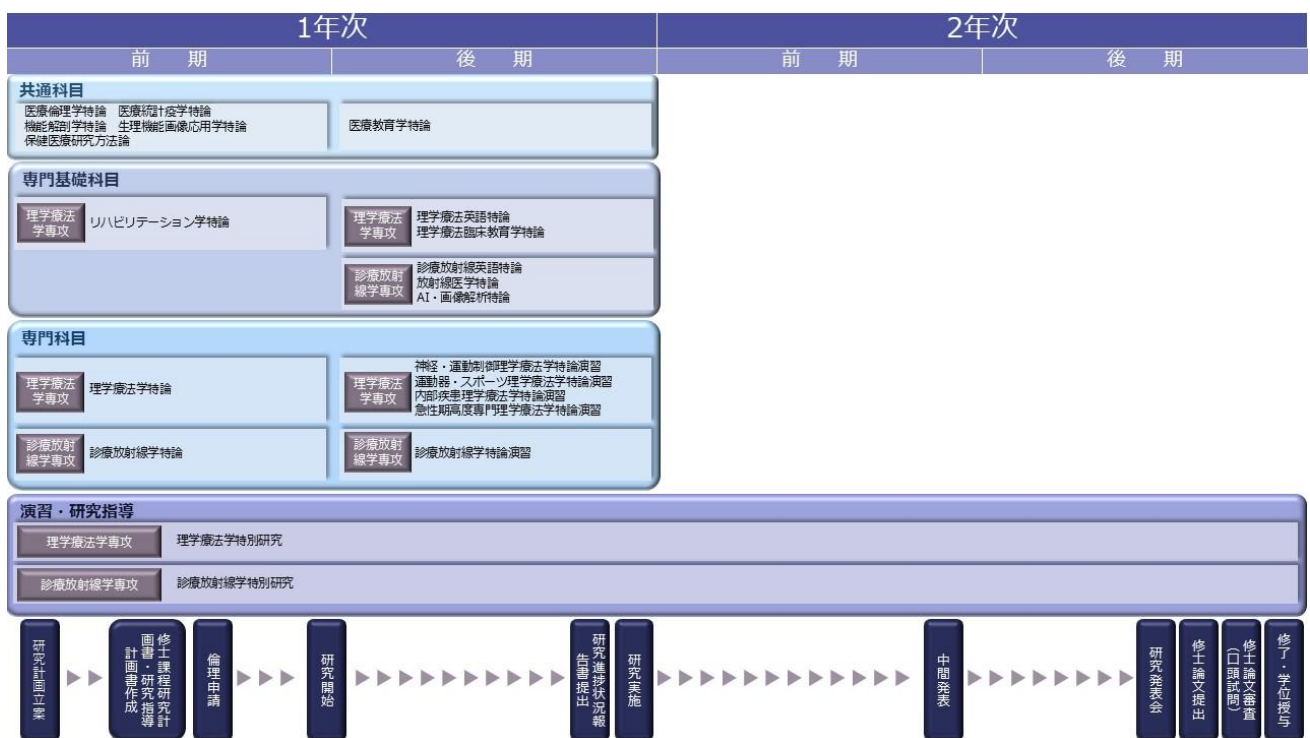 1年次
2年次
前　期
後　期
前　期
後　期
共通科目
医療倫理学特論　医療統計疫学特論
機能解剖学特論　生理機能画像応用学特論
保健医療研究方法論
医療教育学特論
専門基礎科目
理学療法
学専攻
リハビリテーション学特論
理学療法
学専攻
理学療法英語特論
理学療法臨床教育学特論
診療放射
線学専攻
診療放射線英語特論
放射線医学特論
AI・画像解析特論
専門科目
理学療法
学専攻
理学療法学特論
理学療法
学専攻
神経・運動制御理学療法学特論演習
運動器・スポーツ理学療法学特論演習
内部疾患理学療法学特論演習
急性期高度専門理学療法学特論演習
診療放射
線学専攻
診療放射線学特論
診療放射
線学専攻
診療放射線学特論演習
演習・研究指導
理学療法学専攻
理学療法学特別研究
診療放射線学専攻
診療放射線学特別研究
研究計画立案
修士課程研究計
画書・研究指導
計画書作成
倫理申請
研究開始
研究進捗状況報
告書提出
研究実施
中間発表
研究発表会
修士論文提出
修士論文審査
（口頭試問）
修了・学位授与